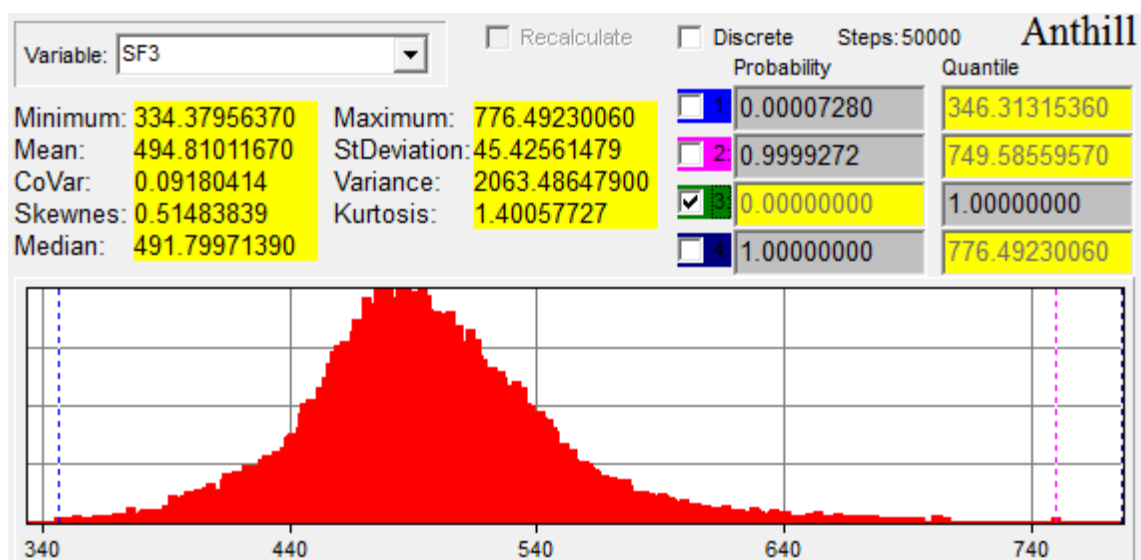 Variable: SF3 Recalculate Discrete Steps:50000 Anthill
Probability Quantile
Minimum: 334.37956370 Maximum: 776.49230060 1: 0.00007280 346.31315360
Mean: 494.81011670 StDeviation: 45.42561479 2: 0.9999272 749.58559570
CoVar: 0.09180414 Variance: 2063.48647900 3: 0.00000000 1.00000000
Skewnes: 0.51483839 Kurtosis: 1.40057727
Median: 491.79971390 4: 1.00000000 776.49230060
340 440 540 640 740